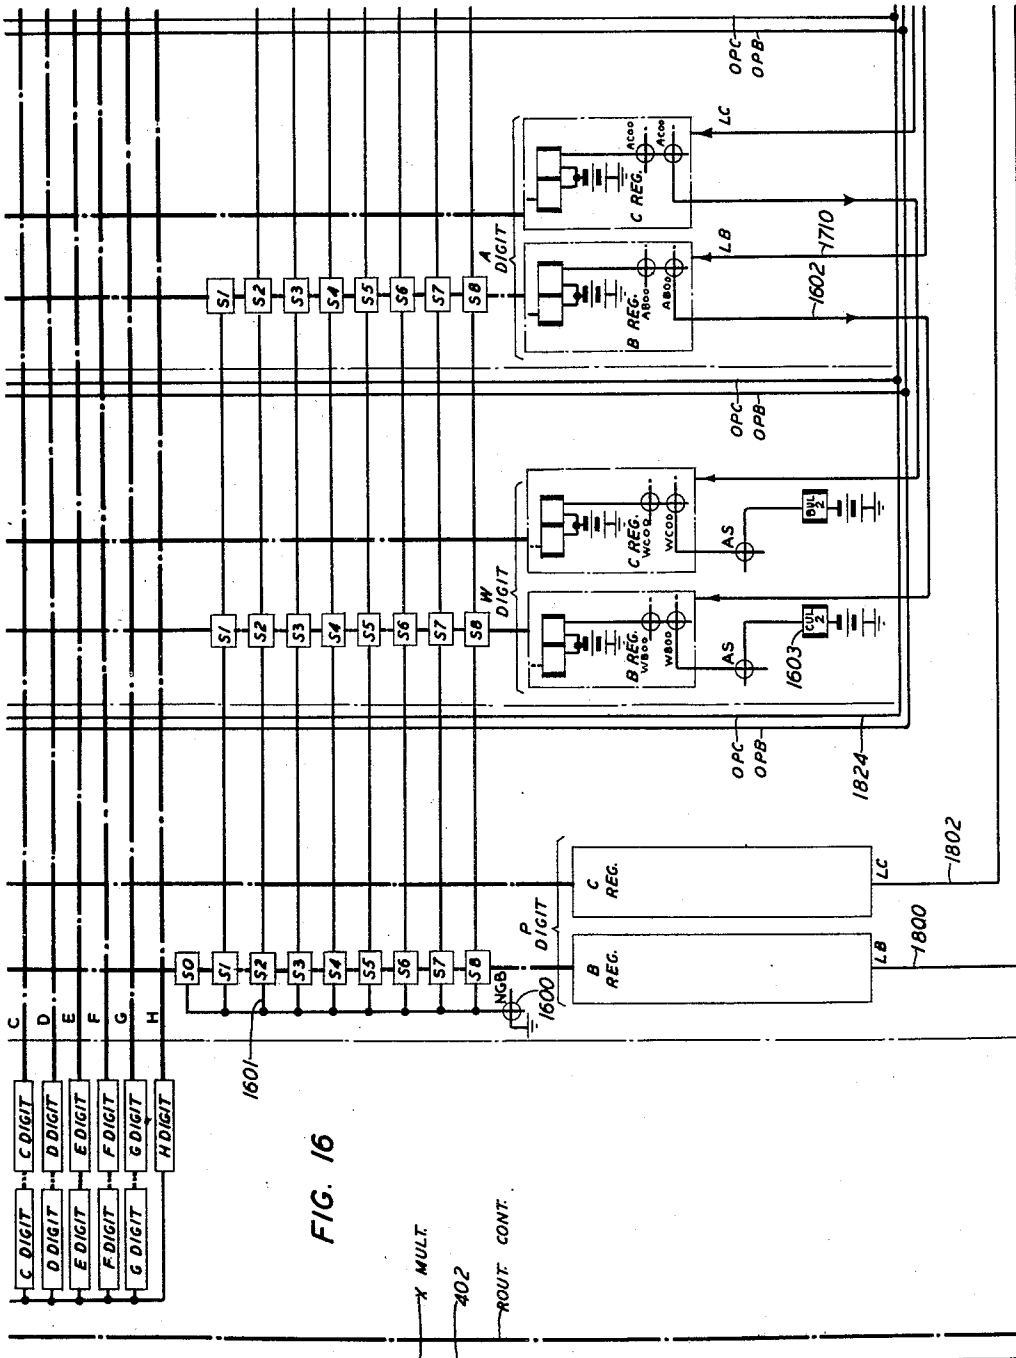 OPC
OPB
LC
AC00
AC00
C REG.
A
DIGIT
LB
AB00
AB00
B REG.
1710
1602
S1
S2
S3
S4
S5
S6
S7
S8
OPC
OPB
C REG.
WC00
WC00
W
DIGIT
AS
BUL
2
B REG.
WB00
WB00
AS
CUL
2
1603
S1
S2
S3
S4
S5
S6
S7
S8
OPC
OPB
1824
P
DIGIT
C
REG.
LC
1802
B
REG.
LB
1800
S0
S1
S2
S3
S4
S5
S6
S7
S8
NGB
1600
1601
C
D
E
F
G
H
C DIGIT
D DIGIT
E DIGIT
F DIGIT
G DIGIT
H DIGIT
C DIGIT
D DIGIT
E DIGIT
F DIGIT
G DIGIT
FIG. 16
X MULT.
402
ROUT. CONT.